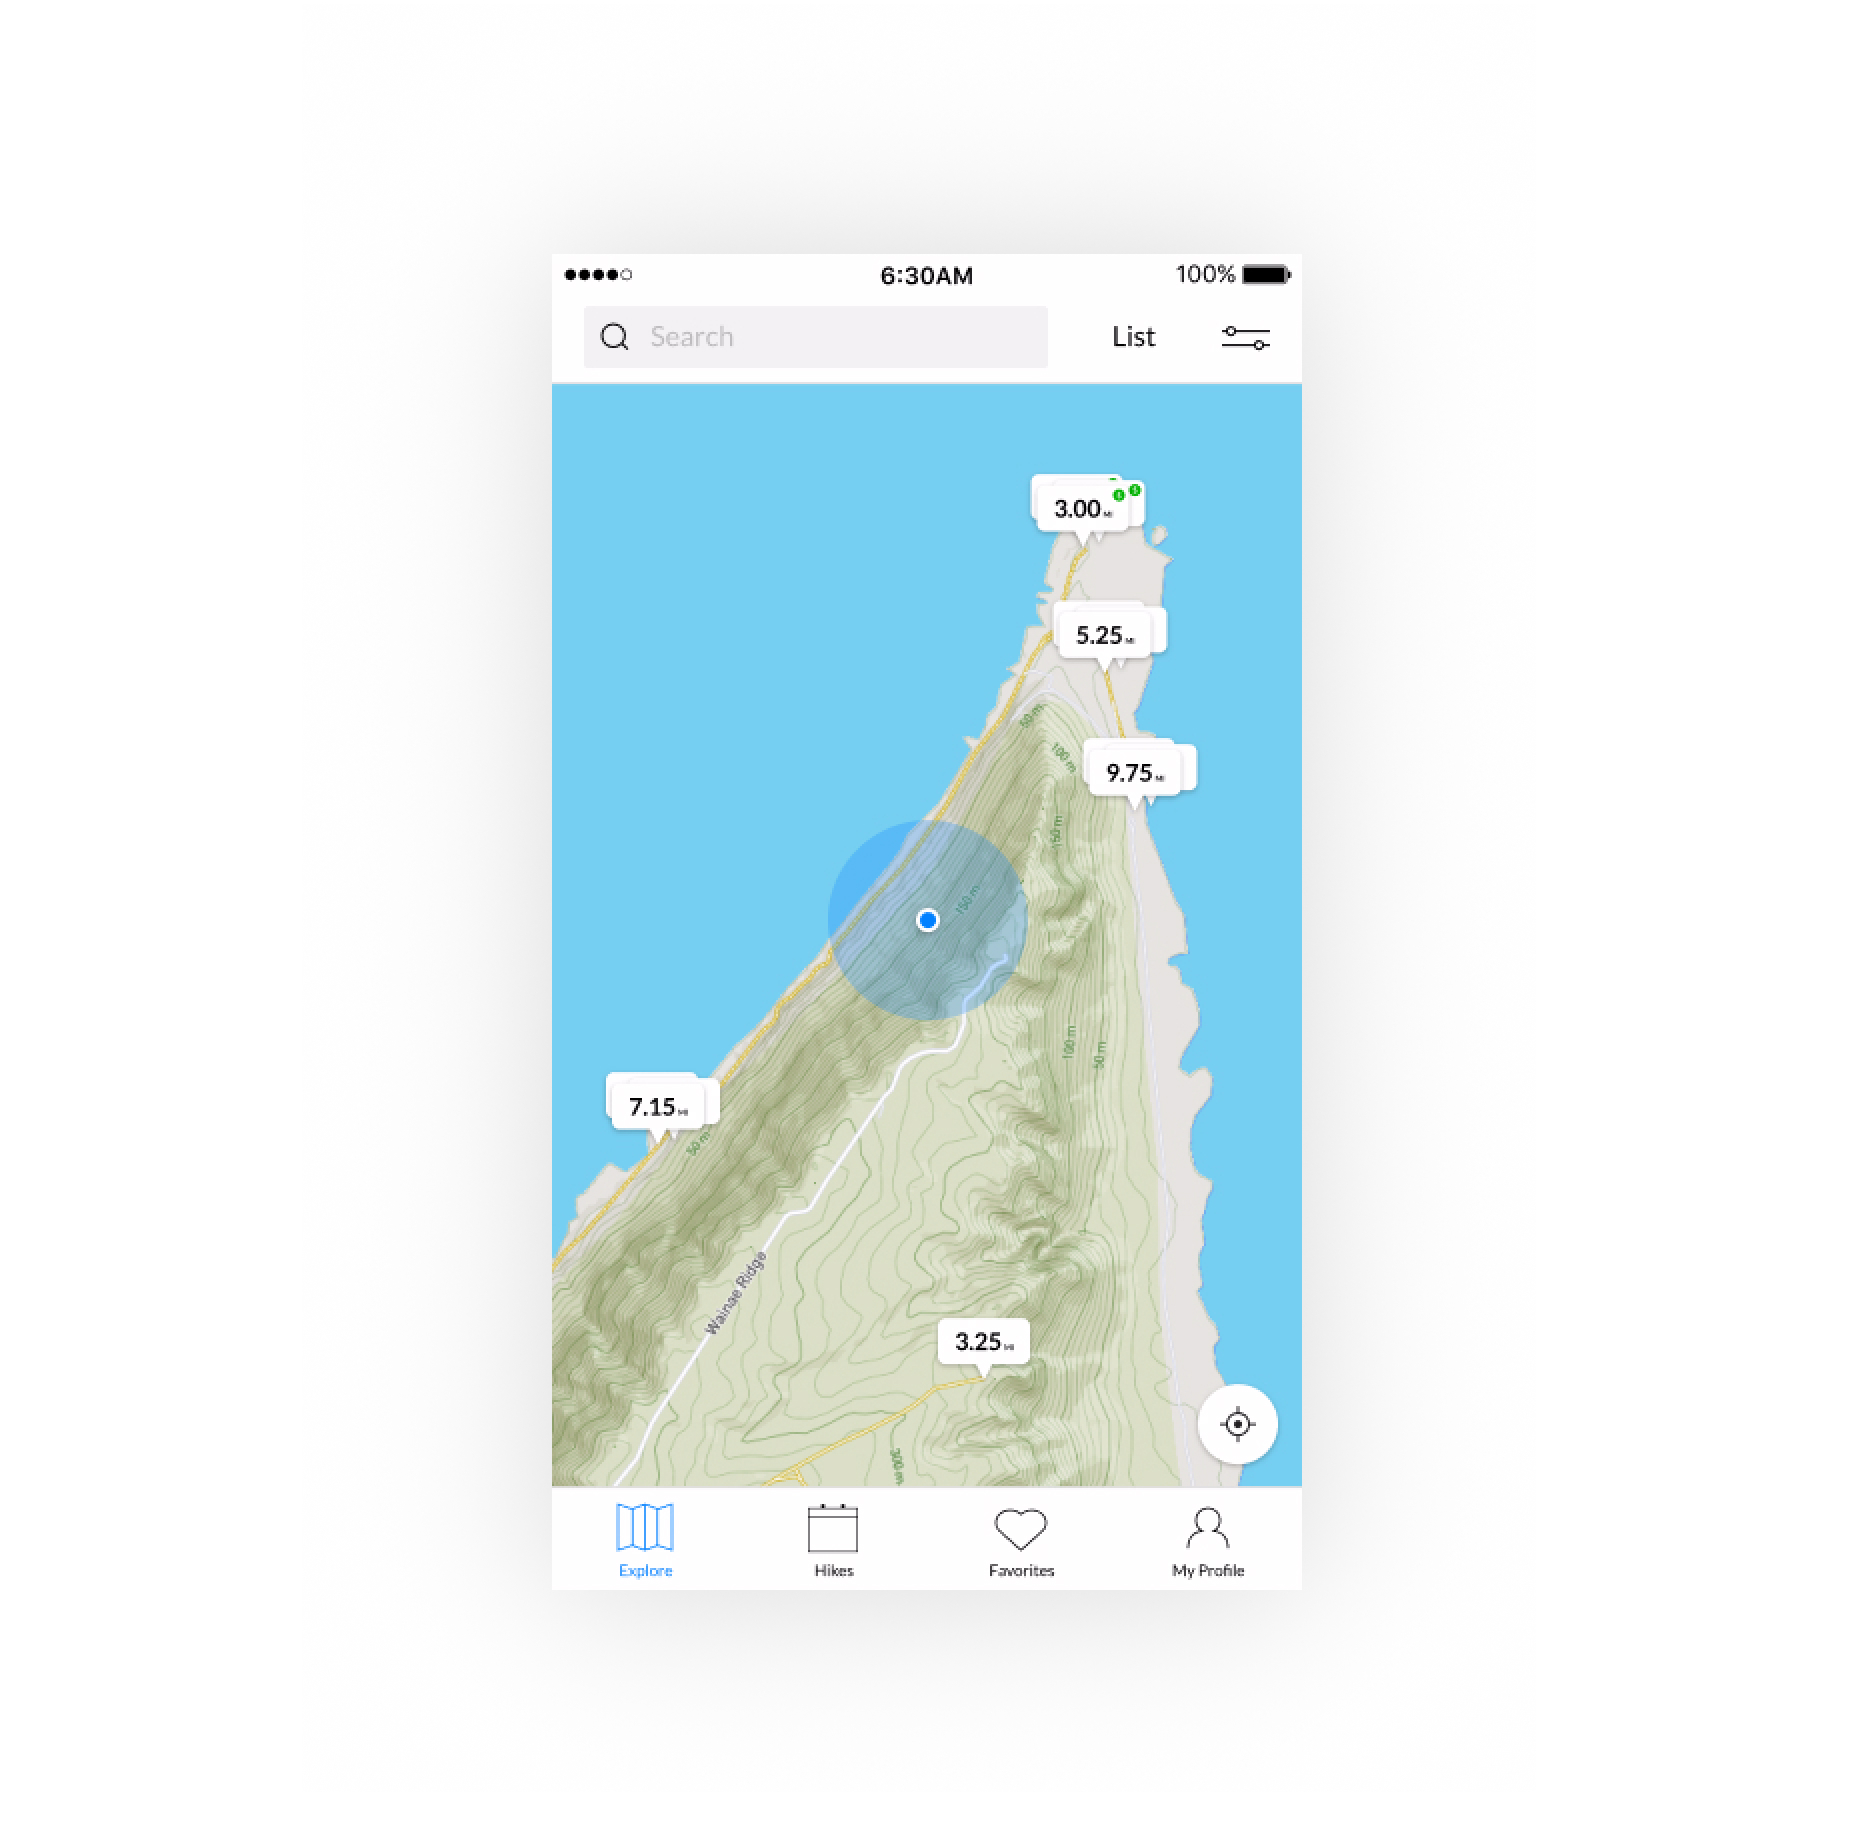 6:30AM 100%
Search List
3.00 MI
5.25 MI
50 m
100 m
9.75 MI
150 m
150 m
100 m
50 m
7.15 MI
50 m
Wainae Ridge
3.25 MI
300 m
Explore Hikes Favorites My Profile